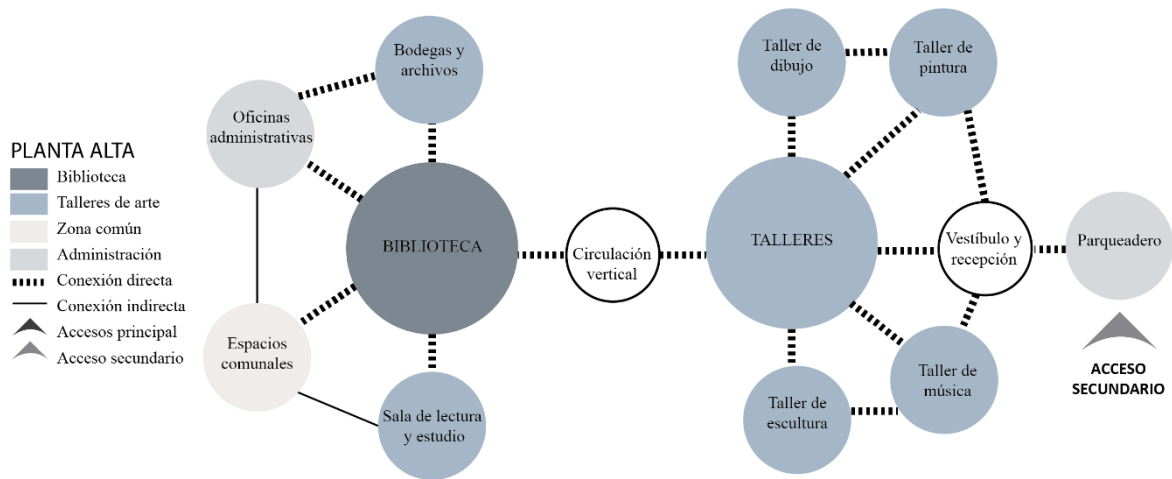 PLANTA ALTA
Biblioteca
Talleres de arte
Zona común
Administración
Conexión directa
Conexión indirecta
Accesos principal
Acceso secundario
Bodegas y
archivos
Oficinas
administrativas
BIBLIOTECA
Espacios
comunales
Sala de lectura
y estudio
Circulación
vertical
Taller de
dibujo
Taller de
pintura
TALLERES
Vestíbulo y
recepción
Parqueadero
Taller de
escultura
Taller de
música
ACCESO
SECUNDARIO